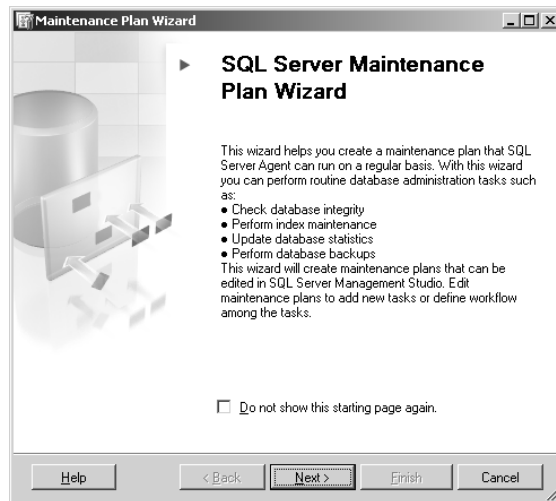 Maintenance Plan Wizard
SQL Server Maintenance
Plan Wizard
This wizard helps you create a maintenance plan that SQL
Server Agent can run on a regular basis. With this wizard
you can perform routine database administration tasks such
as:
● Check database integrity
● Perform index maintenance
● Update database statistics
● Perform database backups
This wizard will create maintenance plans that can be
edited in SQL Server Management Studio. Edit
maintenance plans to add new tasks or define workflow
among the tasks.
Do not show this starting page again.
Help < Back Next > Finish Cancel